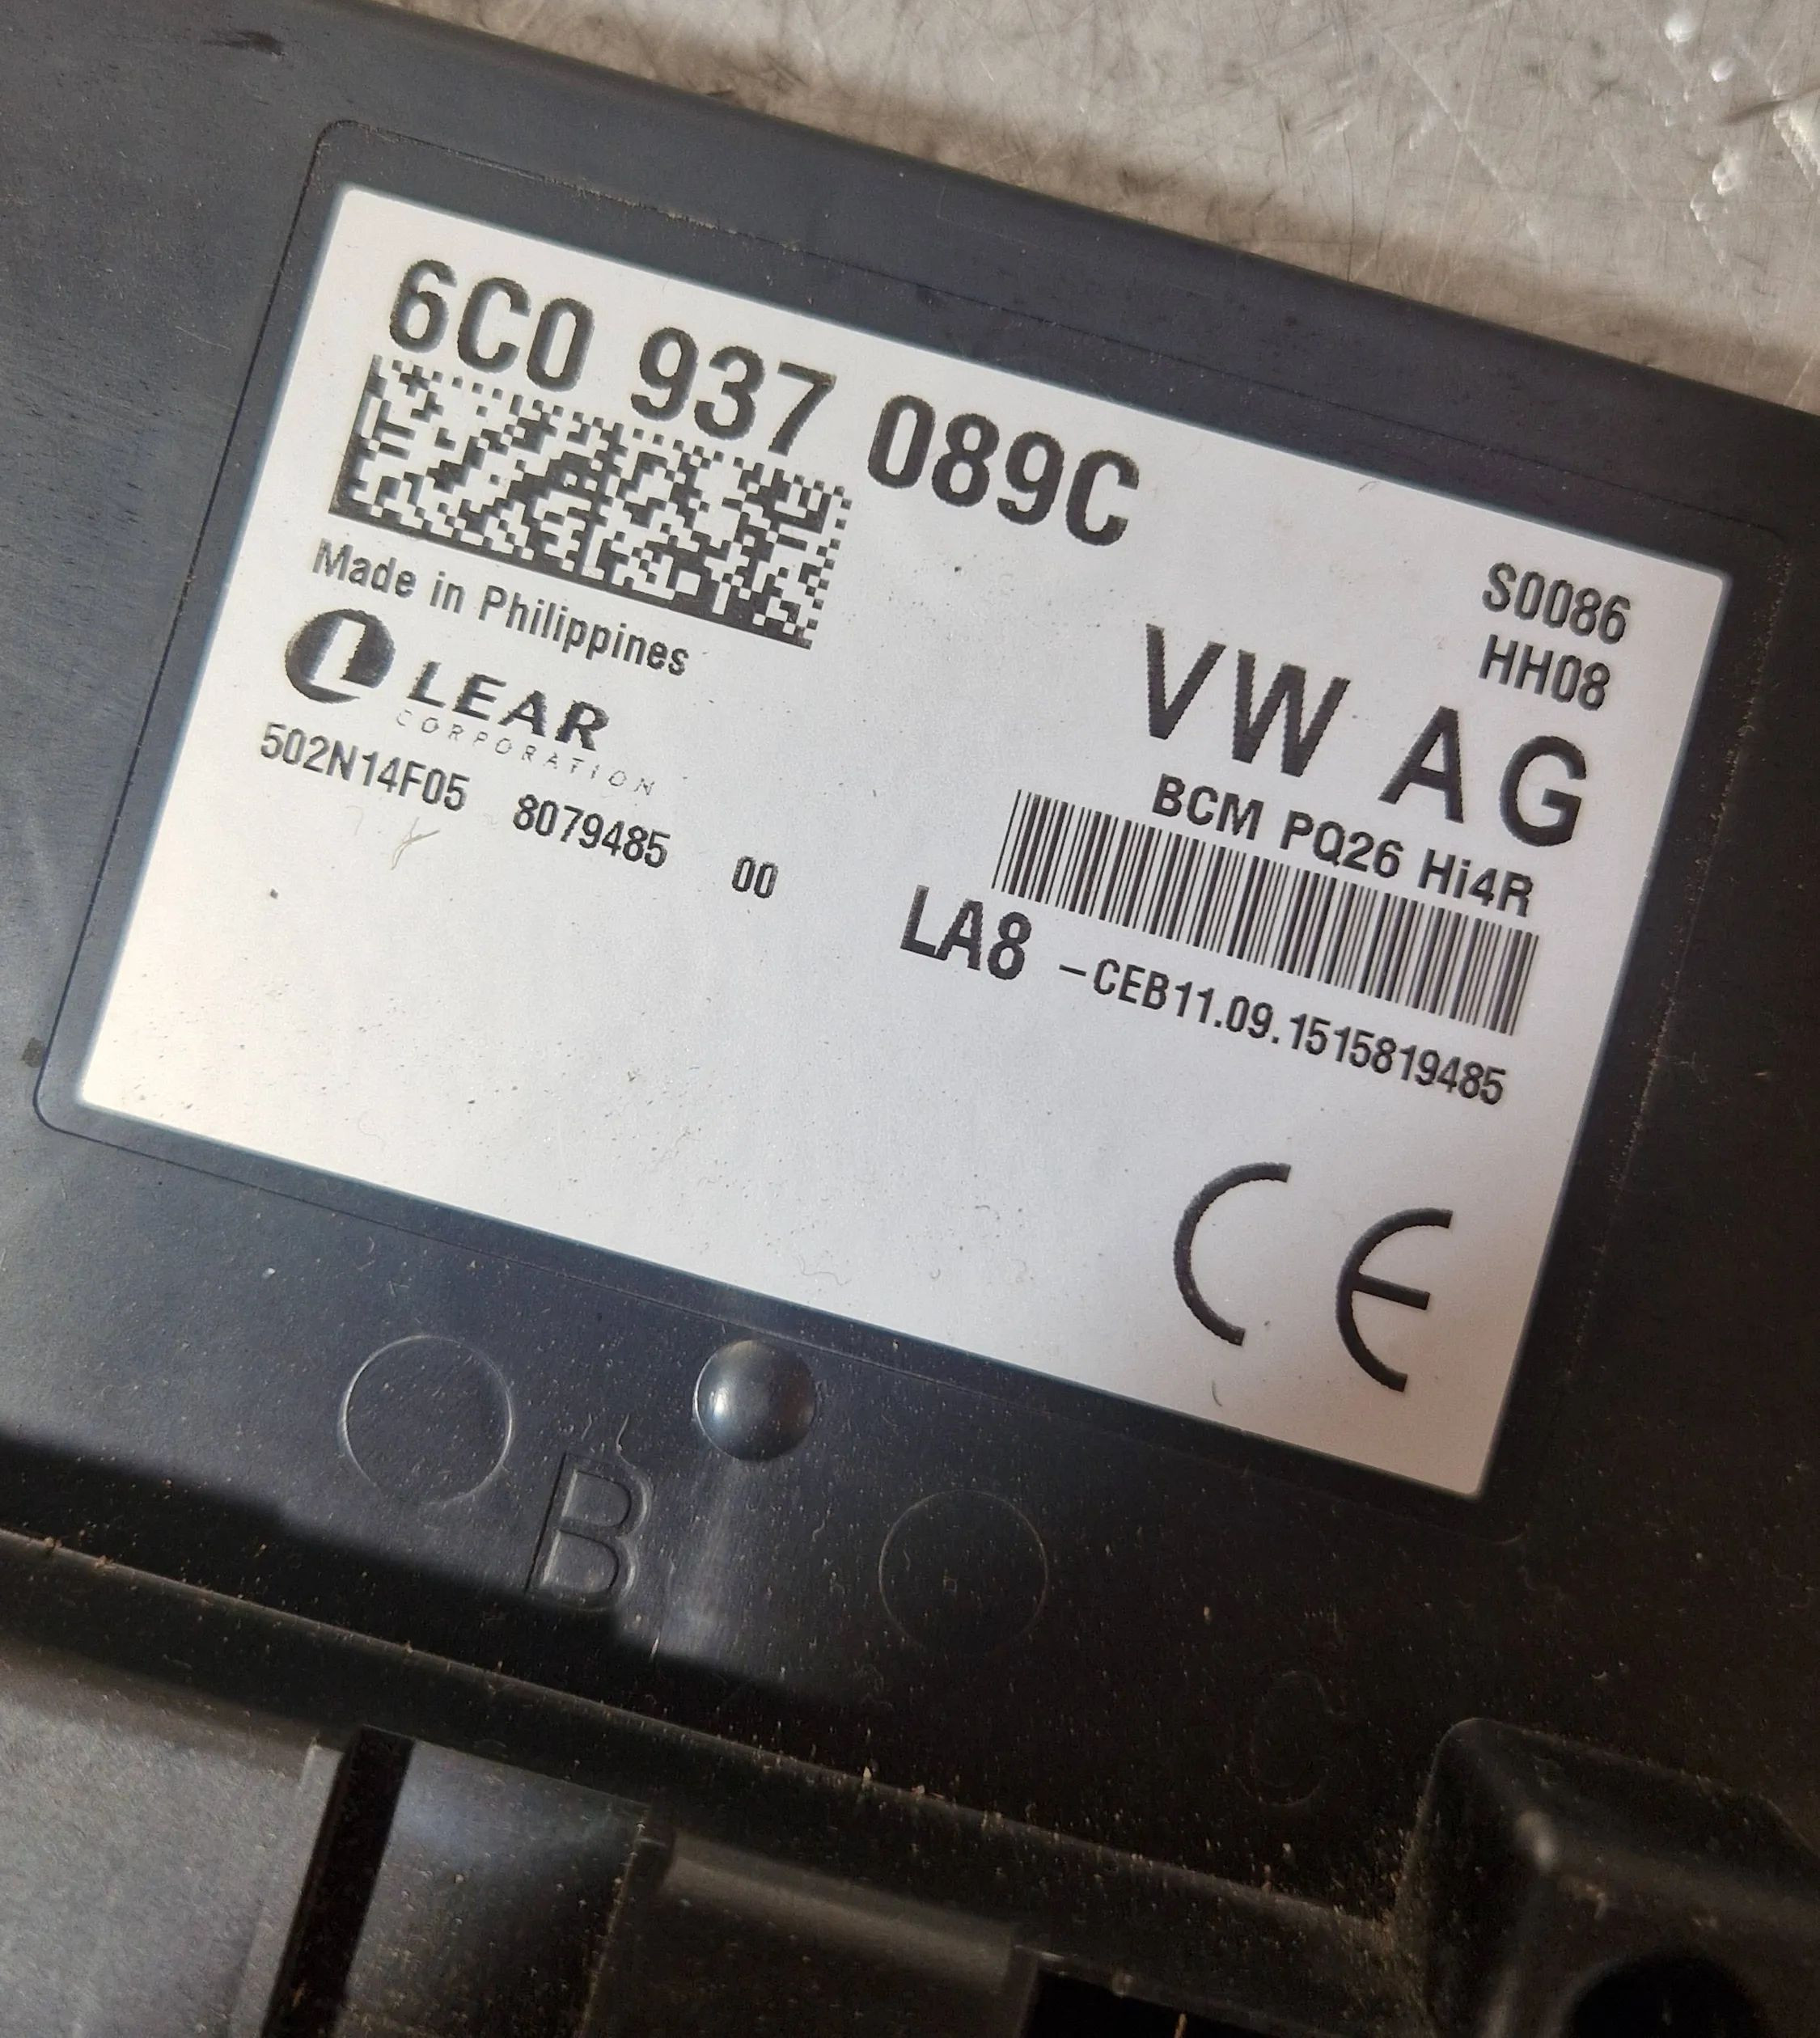 6C0 937 089C
S0086
HH08
Made in Philippines
LEAR
CORPORATION
502N14F05 8079485 00
VW AG
BCM PQ26 Hi4R
LA8 -CEB11.09.1515819485
CE
B
C